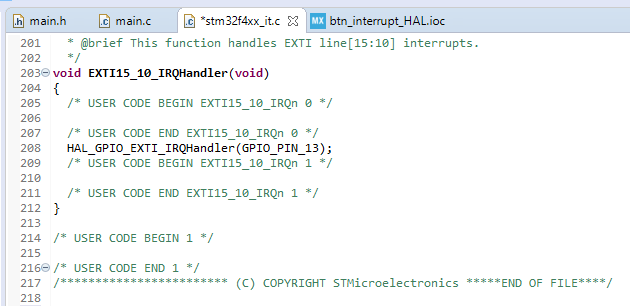 main.h main.c *stm32f4xx_it.c MX btn_interrupt_HAL.ioc
201 * @brief This function handles EXTI line[15:10] interrupts.
202 */
203 void EXTI15_10_IRQHandler(void)
204 {
205 /* USER CODE BEGIN EXTI15_10_IRQn 0 */
206
207 /* USER CODE END EXTI15_10_IRQn 0 */
208 HAL_GPIO_EXTI_IRQHandler(GPIO_PIN_13);
209 /* USER CODE BEGIN EXTI15_10_IRQn 1 */
210
211 /* USER CODE END EXTI15_10_IRQn 1 */
212 }
213
214 /* USER CODE BEGIN 1 */
215
216 /* USER CODE END 1 */
217 /************************ (C) COPYRIGHT STMicroelectronics *****END OF FILE****/
218